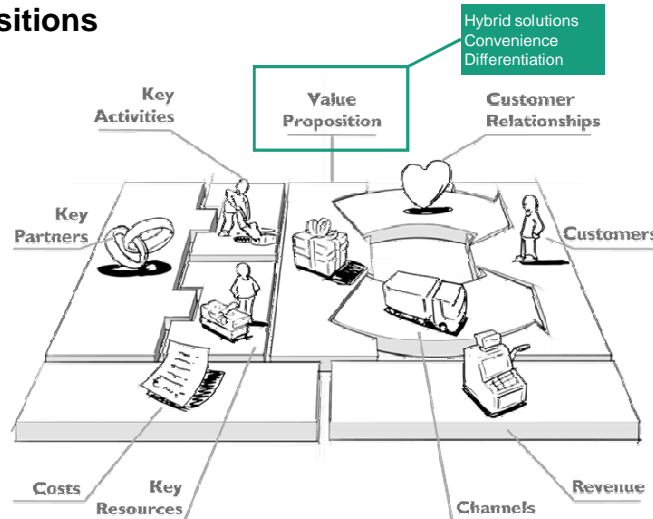 sitions
Hybrid solutions
Convenience
Differentiation
Key
Activities
Value
Proposition
Customer
Relationships
Key
Partners
Customers
Costs
Key
Resources
Channels
Revenue